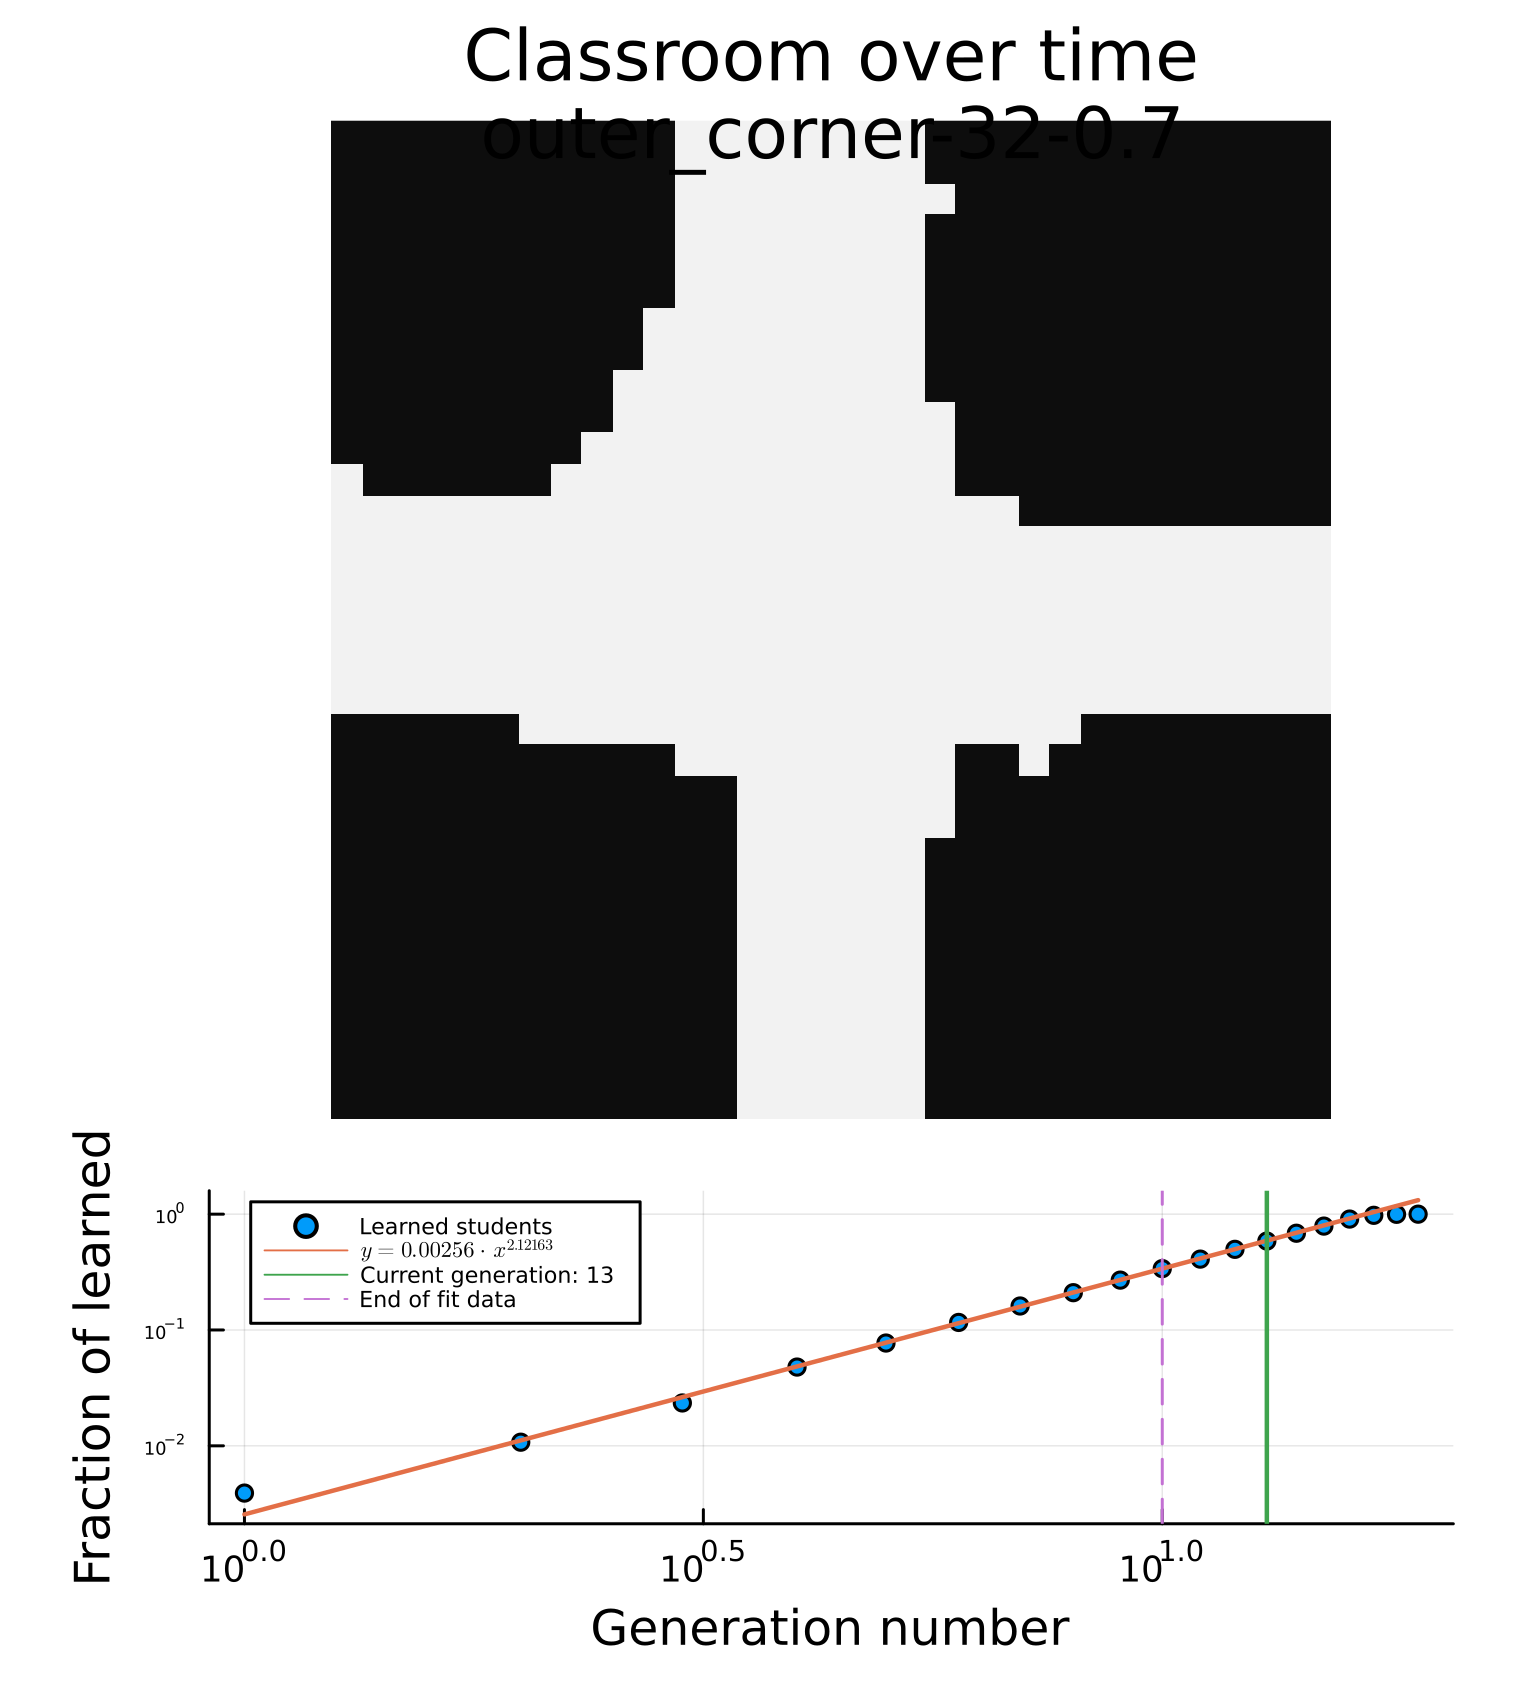 Classroom over time
outer_corner-32-0.7
Fraction of learned
10^0
10^−1
10^−2
Learned students
y = 0.00256 · x^2.12163
Current generation: 13
End of fit data
10^0.0 10^0.5 10^1.0
Generation number